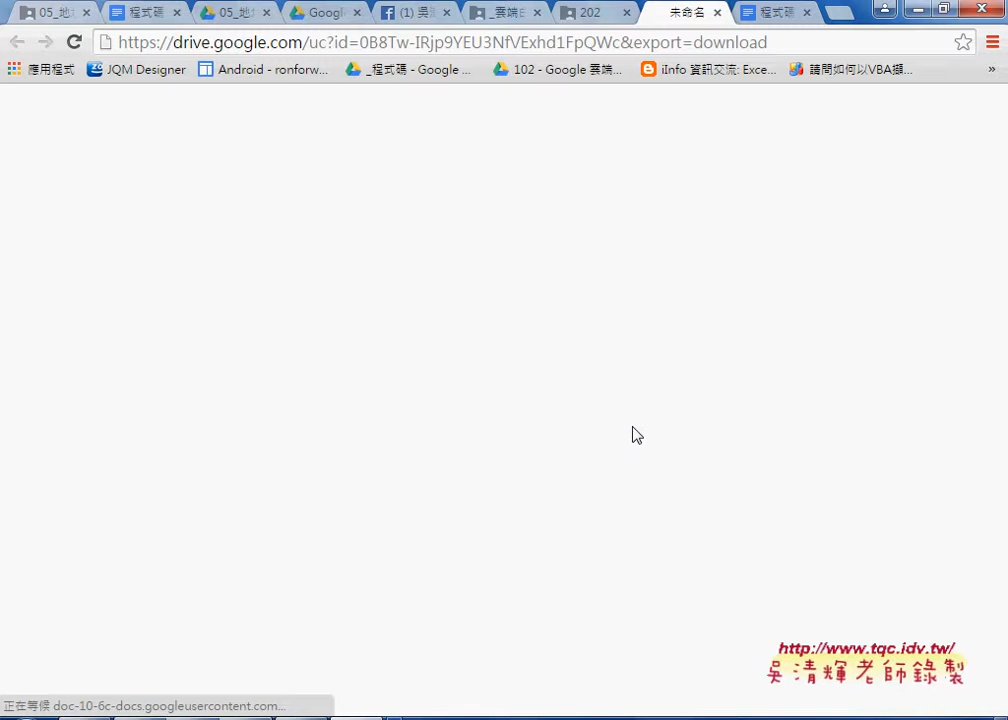 05_地
程式碼
05_地
Google
(1) 吳
_雲端白
202
未命名
程式碼
https://drive.google.com/uc?id=0B8Tw-IRjp9YEU3NfVExhd1FpQWc&export=download
應用程式
JQM Designer
Android - ronforw...
_程式碼 - Google ...
102 - Google 雲端...
iInfo 資訊交流: Exce...
請問如何以VBA擷...
»
http://www.tqc.idv.tw/
吳清輝老師錄製
正在等候 doc-10-6c-docs.googleusercontent.com...